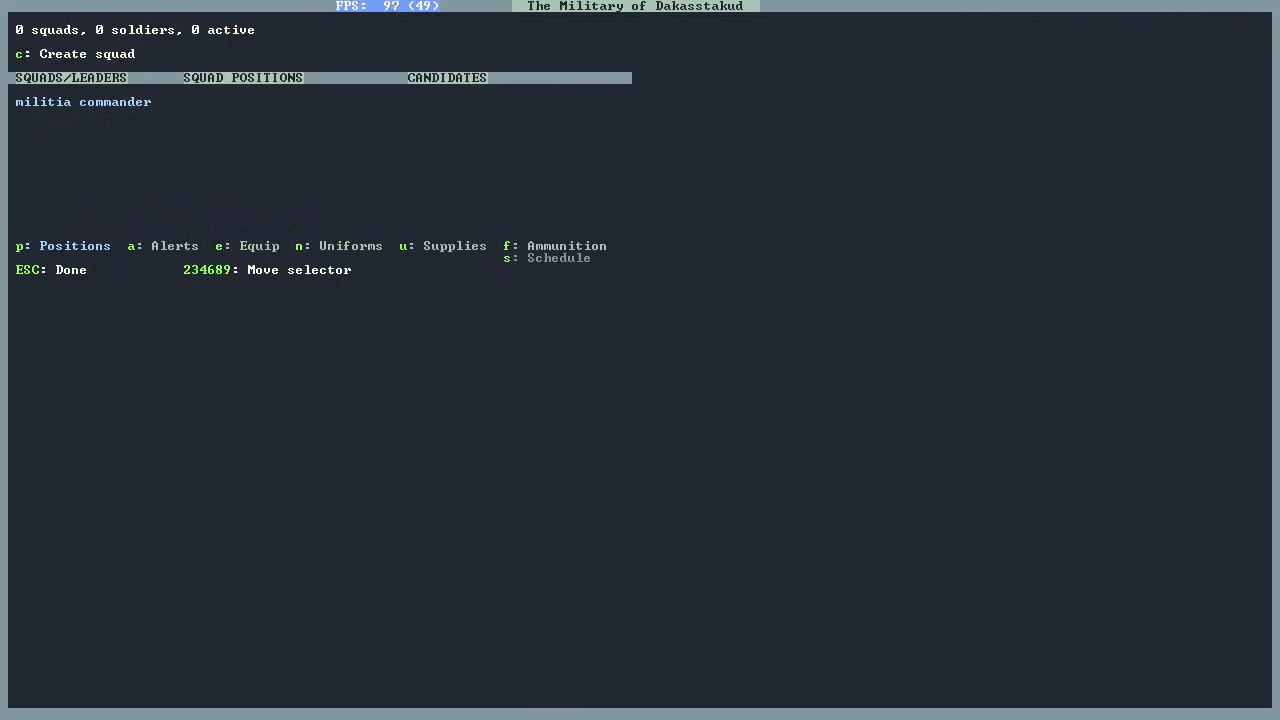 FPS: 97 (49) The Military of Dakasstakud
0 squads, 0 soldiers, 0 active
c: Create squad
SQUADS/LEADERS SQUAD POSITIONS CANDIDATES
militia commander
p: Positions a: Alerts e: Equip n: Uniforms u: Supplies f: Ammunition
s: Schedule
ESC: Done 234689: Move selector